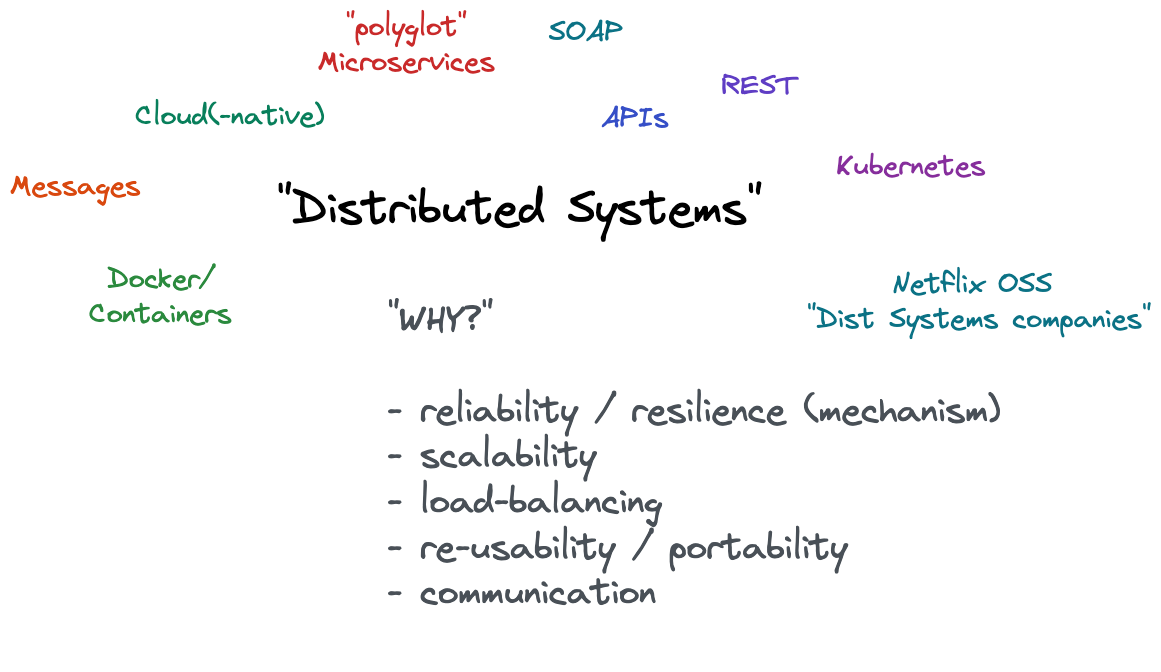 "polyglot"
Microservices
SOAP
REST
Cloud(-native)
APIs
Kubernetes
Messages
"Distributed Systems"
Docker/
Containers
Netflix OSS
"Dist Systems companies"
"WHY?"
- reliability / resilience (mechanism)
- scalability
- load-balancing
- re-usability / portability
- communication